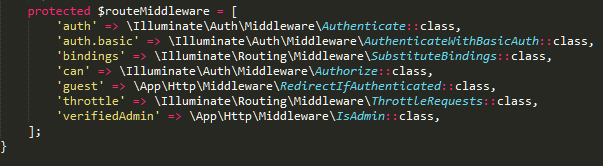 protected $routeMiddleware = [
'auth' => \Illuminate\Auth\Middleware\Authenticate::class,
'auth.basic' => \Illuminate\Auth\Middleware\AuthenticateWithBasicAuth::class,
'bindings' => \Illuminate\Routing\Middleware\SubstituteBindings::class,
'can' => \Illuminate\Auth\Middleware\Authorize::class,
'guest' => \App\Http\Middleware\RedirectIfAuthenticated::class,
'throttle' => \Illuminate\Routing\Middleware\ThrottleRequests::class,
'verifiedAdmin' => \App\Http\Middleware\IsAdmin::class,
];
}